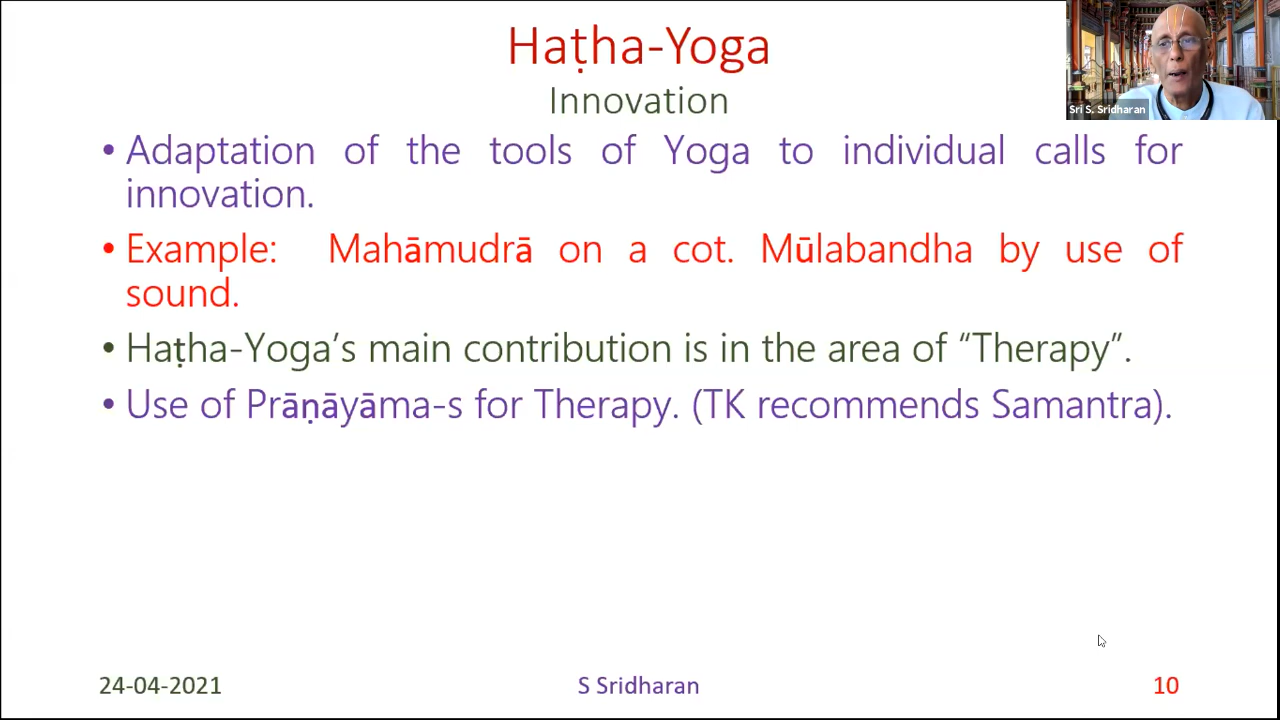 Haṭha-Yoga
Innovation
Sri S. Sridharan
• Adaptation of the tools of Yoga to individual calls for
innovation.
• Example: Mahāmudrā on a cot. Mūlabandha by use of
sound.
• Haṭha-Yoga’s main contribution is in the area of “Therapy”.
• Use of Prāṇāyāma-s for Therapy. (TK recommends Samantra).
24-04-2021
S Sridharan
10